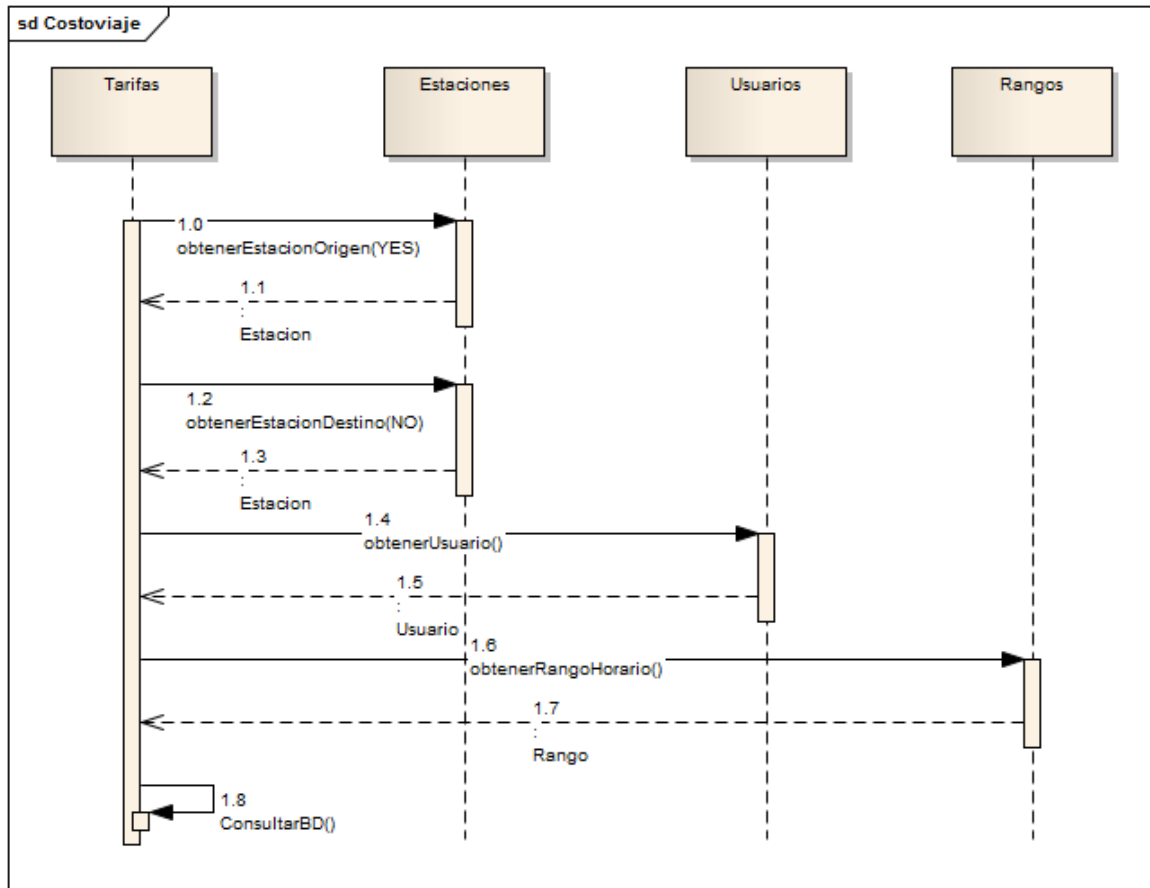 sd Costoviaje
Tarifas
Estaciones
Usuarios
Rangos
1.0
obtenerEstacionOrigen(YES)
1.1
:
Estacion
1.2
obtenerEstacionDestino(NO)
1.3
:
Estacion
1.4
obtenerUsuario()
1.5
:
Usuario
1.6
obtenerRangoHorario()
1.7
:
Rango
1.8
ConsultarBD()